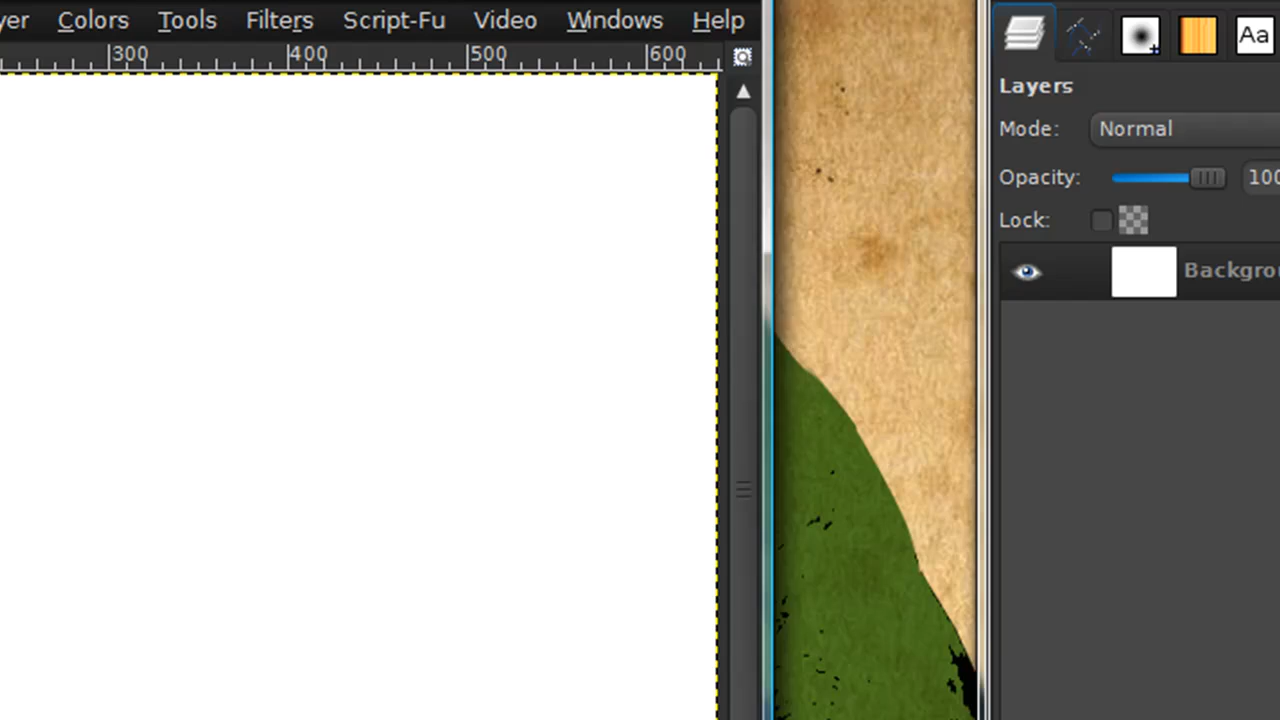 yer Colors Tools Filters Script-Fu Video Windows Help
300 400 500 600
Aa
Layers
Mode: Normal
Opacity: 100
Lock:
Backgrou